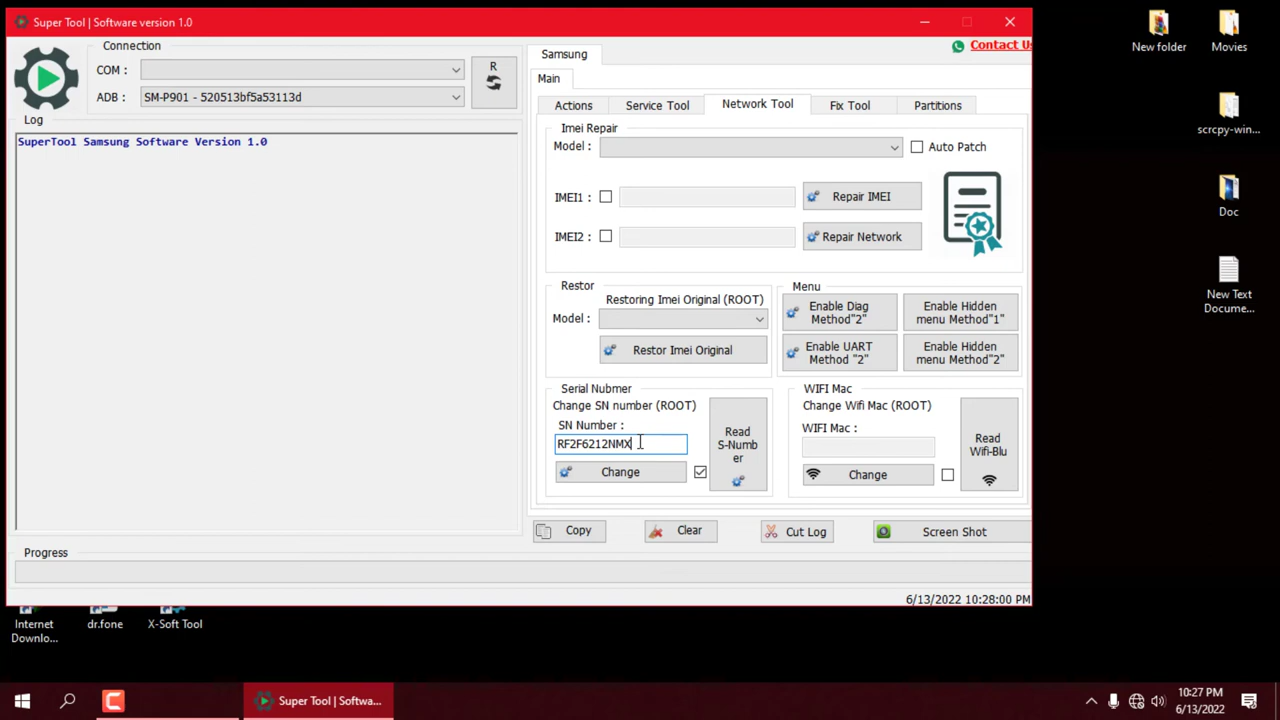 Super Tool | Software version 1.0
Connection
COM :
ADB :
SM-P901 - 520513bf5a53113d
R
Log
SuperTool Samsung Software Version 1.0
Contact Us
Samsung
Main
Actions
Service Tool
Network Tool
Fix Tool
Partitions
Imei Repair
Model :
Auto Patch
IMEI1 :
Repair IMEI
IMEI2 :
Repair Network
Restor
Restoring Imei Original (ROOT)
Model :
Restor Imei Original
Menu
Enable Diag
Method"2"
Enable Hidden
menu Method"1"
Enable UART
Method "2"
Enable Hidden
menu Method"2"
Serial Nubmer
Change SN number (ROOT)
SN Number :
RF2F6212NMX
Change
Read
S-Numb
er
WIFI Mac
Change Wifi Mac (ROOT)
WIFI Mac :
Change
Read
Wifi-Blu
Copy
Clear
Cut Log
Screen Shot
Progress
6/13/2022 10:28:00 PM
New folder
Movies
scrcpy-win...
Doc
New Text
Docume...
Internet
Downlo...
dr.fone
X-Soft Tool
Super Tool | Softwa...
10:27 PM
6/13/2022